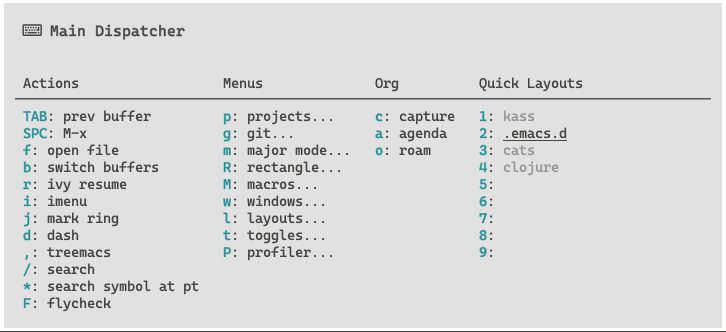 ⌨ Main Dispatcher
Actions Menus Org Quick Layouts
TAB: prev buffer p: projects... c: capture 1: kass
SPC: M-x g: git... a: agenda 2: .emacs.d
f: open file m: major mode... o: roam 3: cats
b: switch buffers R: rectangle... 4: clojure
r: ivy resume M: macros... 5:
i: imenu w: windows... 6:
j: mark ring l: layouts... 7:
d: dash t: toggles... 8:
,: treemacs P: profiler... 9:
/: search
*: search symbol at pt
F: flycheck